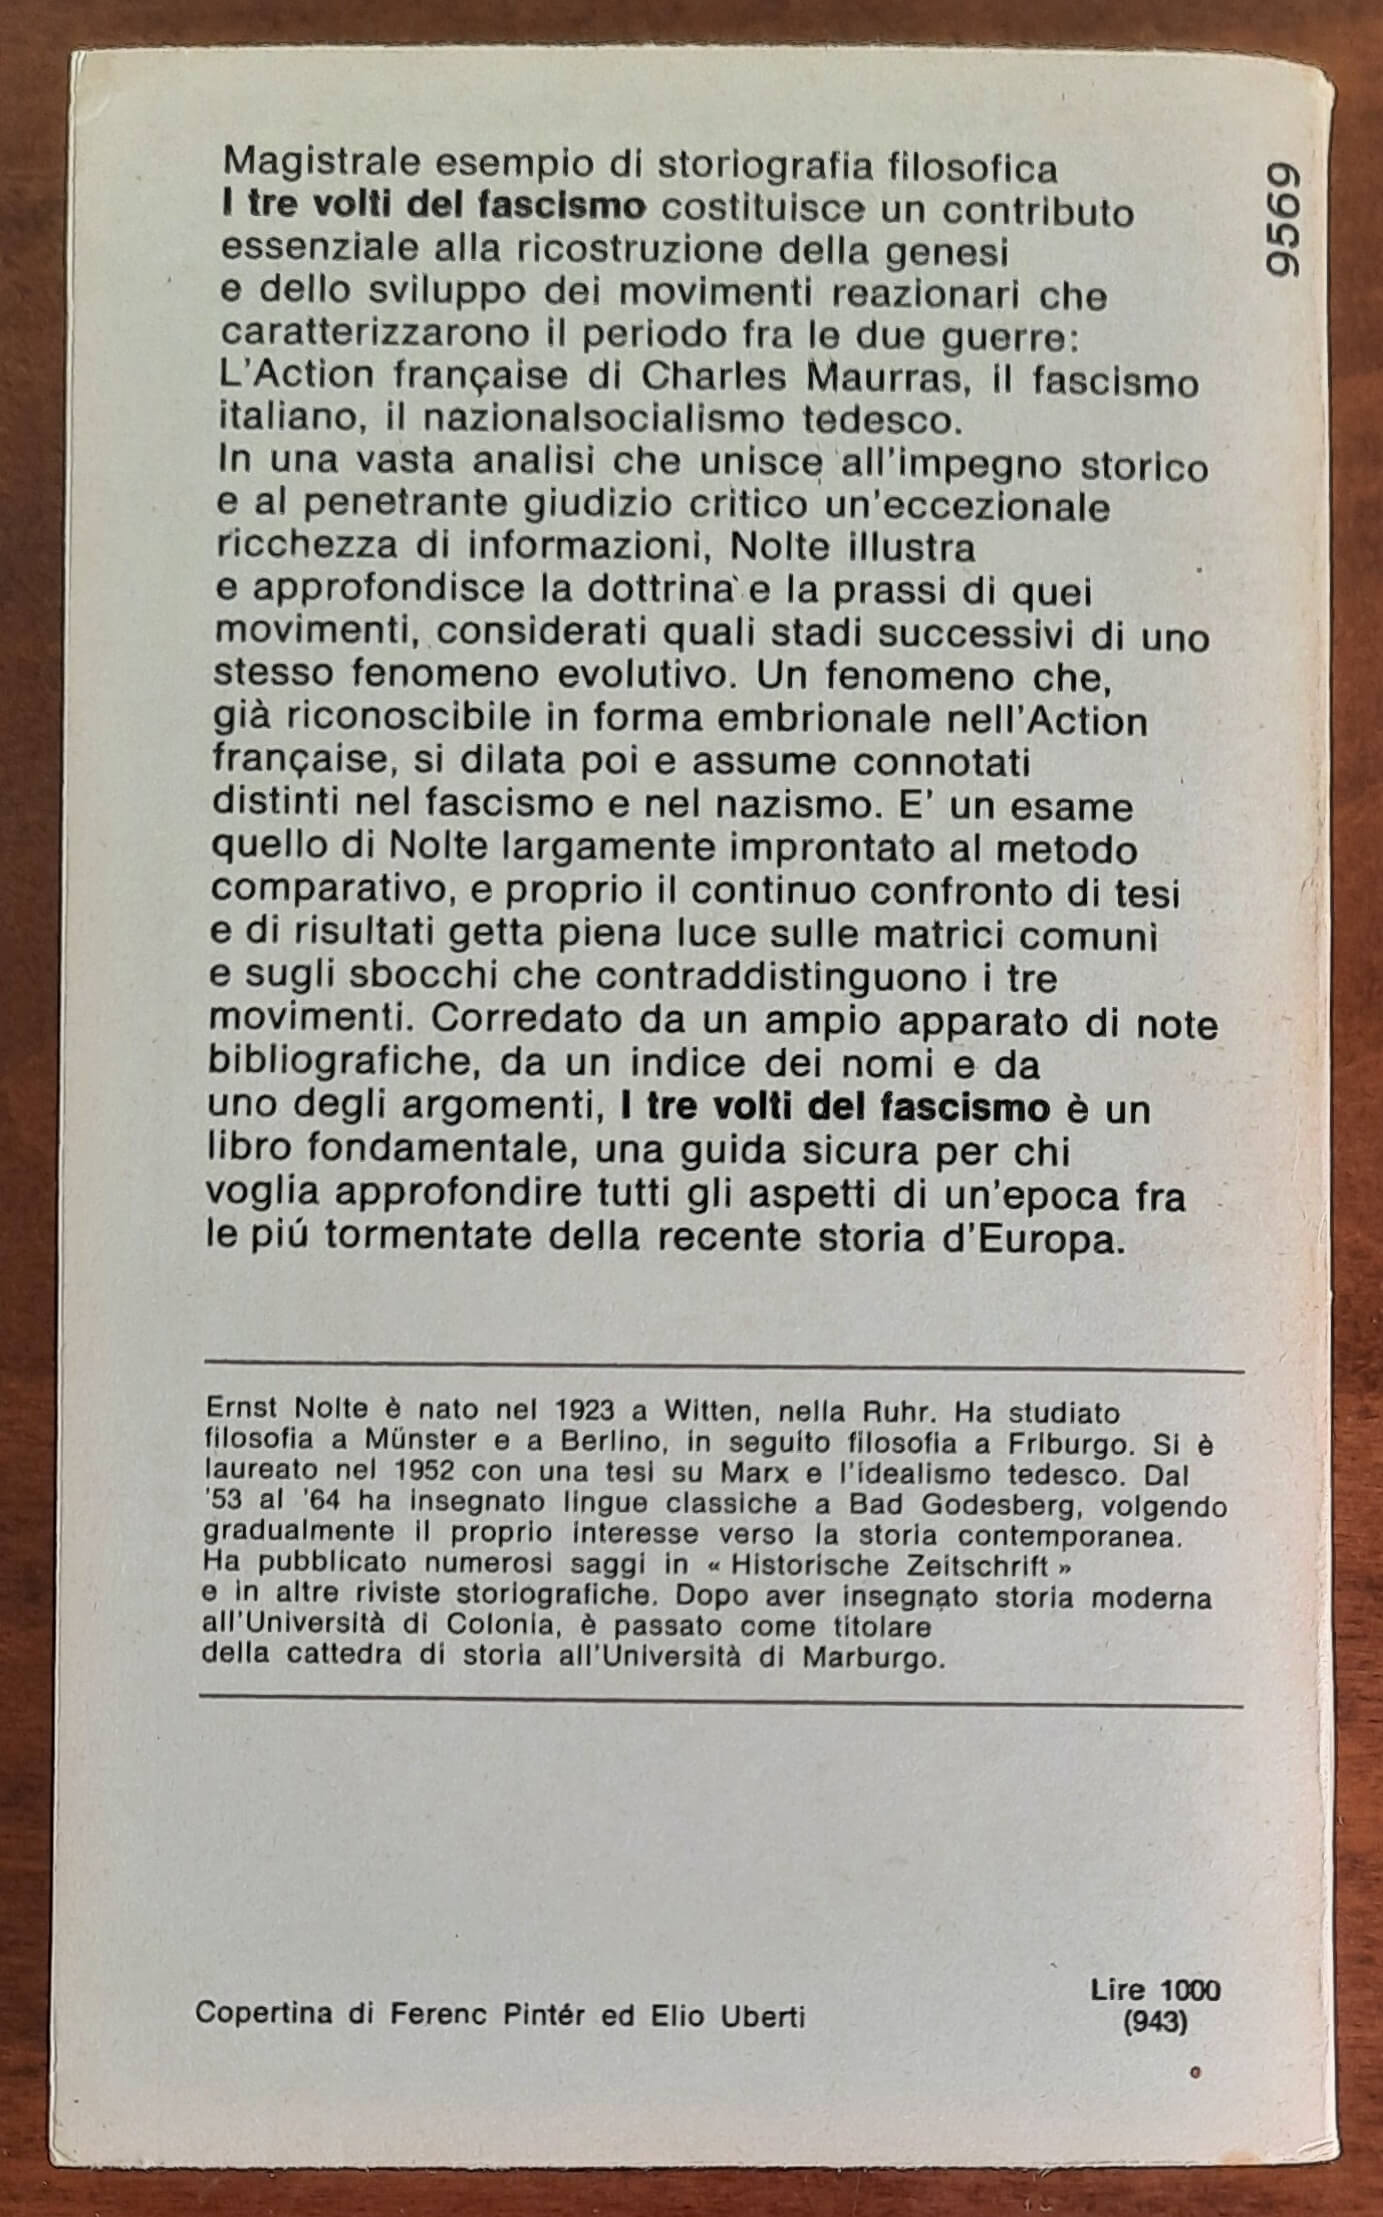 Magistrale esempio di storiografia filosofica
I tre volti del fascismo costituisce un contributo
essenziale alla ricostruzione della genesi
e dello sviluppo dei movimenti reazionari che
caratterizzarono il periodo fra le due guerre:
L'Action française di Charles Maurras, il fascismo
italiano, il nazionalsocialismo tedesco.
In una vasta analisi che unisce all'impegno storico
e al penetrante giudizio critico un'eccezionale
ricchezza di informazioni, Nolte illustra
e approfondisce la dottrina e la prassi di quei
movimenti, considerati quali stadi successivi di uno
stesso fenomeno evolutivo. Un fenomeno che,
già riconoscibile in forma embrionale nell'Action
française, si dilata poi e assume connotati
distinti nel fascismo e nel nazismo. E' un esame
quello di Nolte largamente improntato al metodo
comparativo, e proprio il continuo confronto di tesi
e di risultati getta piena luce sulle matrici comuni
e sugli sbocchi che contraddistinguono i tre
movimenti. Corredato da un ampio apparato di note
bibliografiche, da un indice dei nomi e da
uno degli argomenti, I tre volti del fascismo è un
libro fondamentale, una guida sicura per chi
voglia approfondire tutti gli aspetti di un'epoca fra
le piú tormentate della recente storia d'Europa.
9569
Ernst Nolte è nato nel 1923 a Witten, nella Ruhr. Ha studiato
filosofia a Münster e a Berlino, in seguito filosofia a Friburgo. Si è
laureato nel 1952 con una tesi su Marx e l'idealismo tedesco. Dal
'53 al '64 ha insegnato lingue classiche a Bad Godesberg, volgendo
gradualmente il proprio interesse verso la storia contemporanea.
Ha pubblicato numerosi saggi in « Historische Zeitschrift »
e in altre riviste storiografiche. Dopo aver insegnato storia moderna
all'Università di Colonia, è passato come titolare
della cattedra di storia all'Università di Marburgo.
Copertina di Ferenc Pintér ed Elio Uberti
Lire 1000
(943)